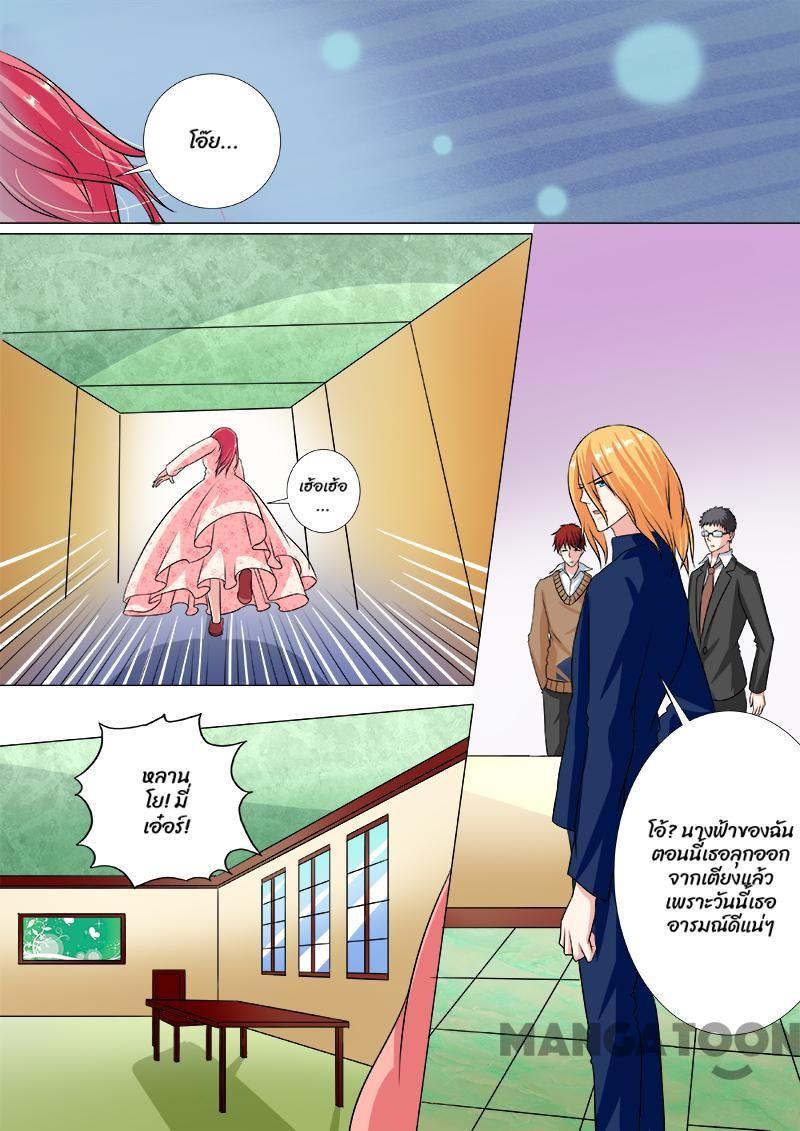 โอ๊ย...
เฮ้อเฮ้อ
...
หลาน
โย! มี่
เอ๋อร์!
โอ้? นางฟ้าของฉัน
ตอนนี้เธอลุกออก
จากเตียงแล้ว
เพราะวันนี้เธอ
อารมณ์ดีแน่ๆ
MANGATOON